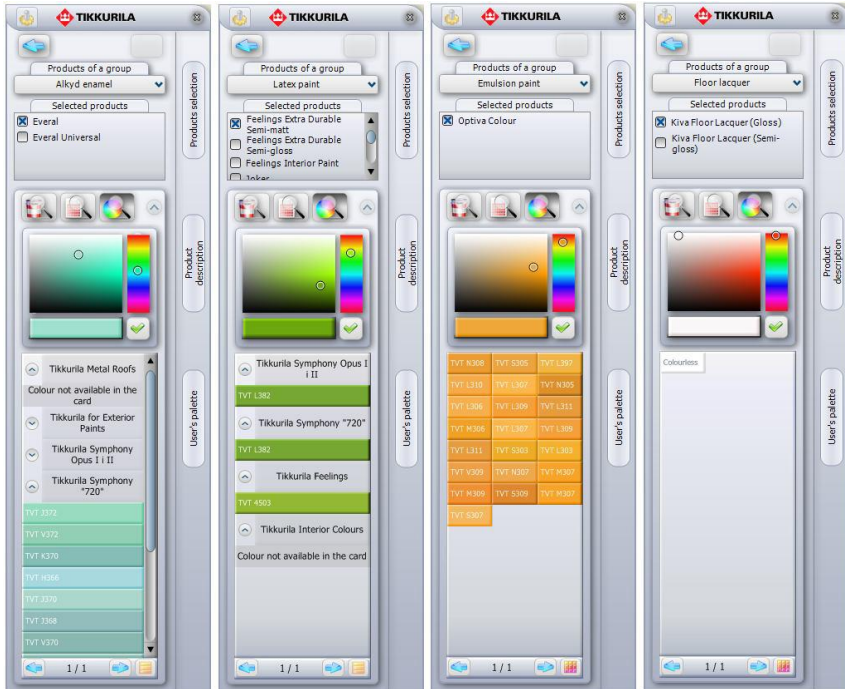 TIKKURILA
Products of a group
Alkyd enamel
Selected products
Everal
Everal Universal
Products selection
Product
description
User's palette
Tikkurila Metal Roofs
Colour not available in the
card
Tikkurila for Exterior
Paints
Tikkurila Symphony
Opus I i II
Tikkurila Symphony
"720"
TVT J372
TVT V372
TVT K370
TVT H366
TVT J370
TVT J368
TVT V370
1/1
TIKKURILA
Products of a group
Latex paint
Selected products
Feelings Extra Durable
Semi-matt
Feelings Extra Durable
Semi-gloss
Feelings Interior Paint
Joker
Products selection
Product
description
User's palette
Tikkurila Symphony Opus I
i II
TVT L382
Tikkurila Symphony "720"
TVT L382
Tikkurila Feelings
TVT 4503
Tikkurila Interior Colours
Colour not available in the card
1/1
TIKKURILA
Products of a group
Emulsion paint
Selected products
Optiva Colour
Products selection
Product
description
User's palette
TVT N308 TVT S305 TVT L397
TVT L310 TVT L307 TVT N305
TVT L306 TVT L309 TVT L311
TVT M306 TVT L307 TVT L309
TVT L311 TVT S303 TVT L303
TVT V309 TVT N307 TVT M307
TVT M309 TVT S309 TVT M307
TVT S307
1/1
TIKKURILA
Products of a group
Floor lacquer
Selected products
Kiva Floor Lacquer (Gloss)
Kiva Floor Lacquer (Semi-
gloss)
Products selection
Product
description
User's palette
Colourless
1/1